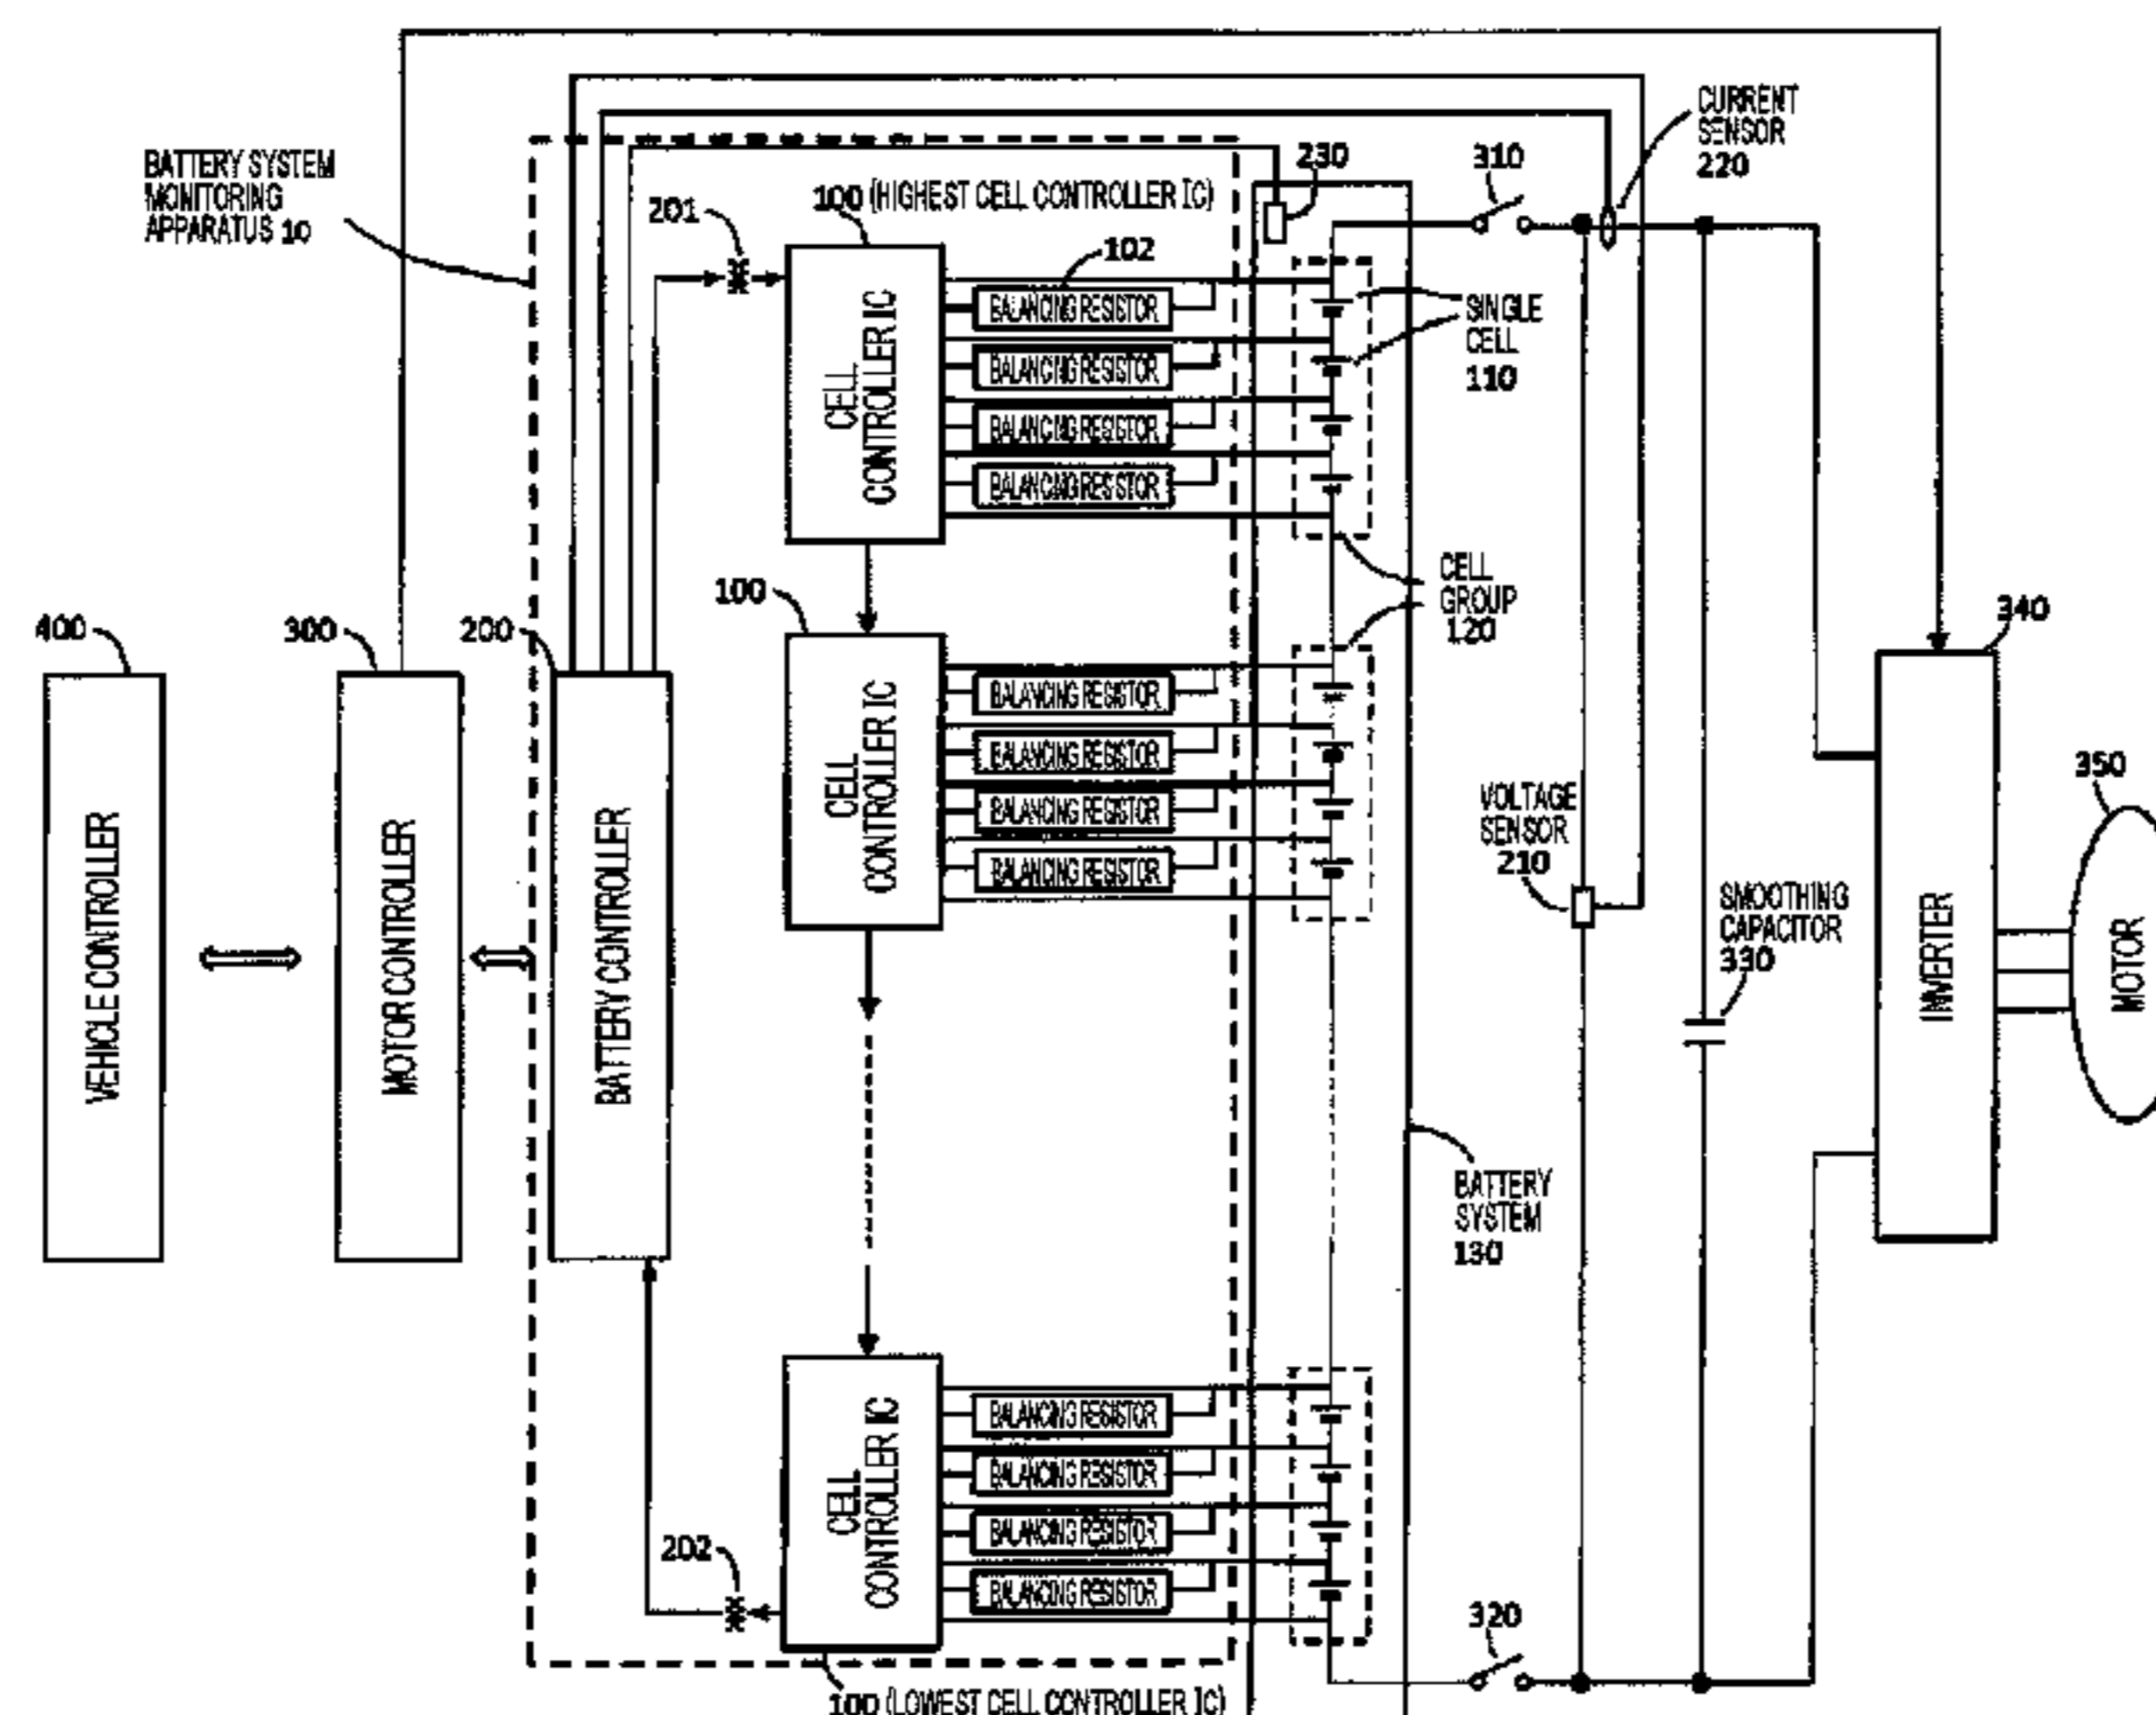 BATTERY SYSTEM
MONITORING
APPARATUS 10
201
100 (HIGHEST CELL CONTROLLER IC)
230
310
CURRENT
SENSOR
220
102
CELL
CONTROLLER IC
BALANCING RESISTOR
BALANCING RESISTOR
BALANCING RESISTOR
BALANCING RESISTOR
SINGLE
CELL
110
CELL
GROUP
120
100
400
300
200
340
VEHICLE CONTROLLER
MOTOR CONTROLLER
BATTERY CONTROLLER
CELL
CONTROLLER IC
BALANCING RESISTOR
BALANCING RESISTOR
BALANCING RESISTOR
BALANCING RESISTOR
VOLTAGE
SENSOR
210
SMOOTHING
CAPACITOR
330
INVERTER
350
MOTOR
BATTERY
SYSTEM
130
CELL
CONTROLLER IC
BALANCING RESISTOR
BALANCING RESISTOR
BALANCING RESISTOR
BALANCING RESISTOR
202
320
100 (LOWEST CELL CONTROLLER IC)